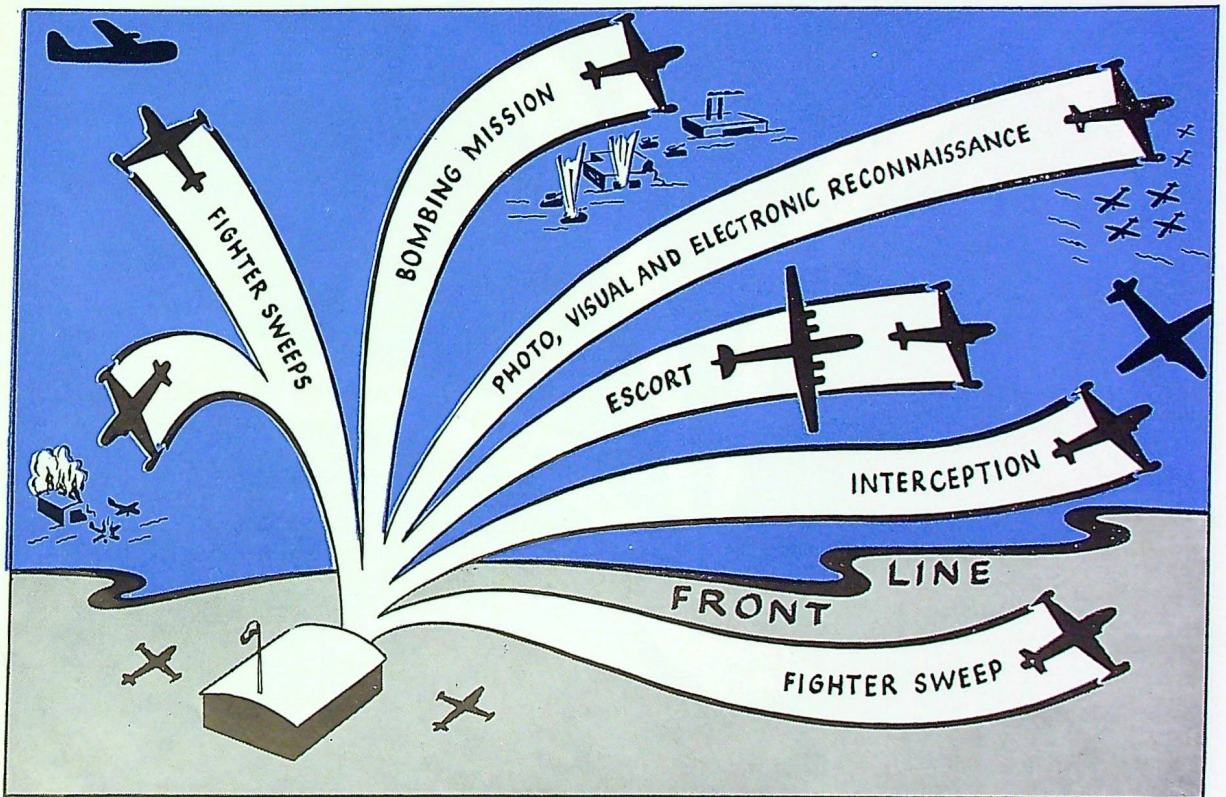 FIGHTER SWEEPS
BOMBING MISSION
PHOTO, VISUAL AND ELECTRONIC RECONNAISSANCE
ESCORT
INTERCEPTION
FRONT LINE
FIGHTER SWEEP